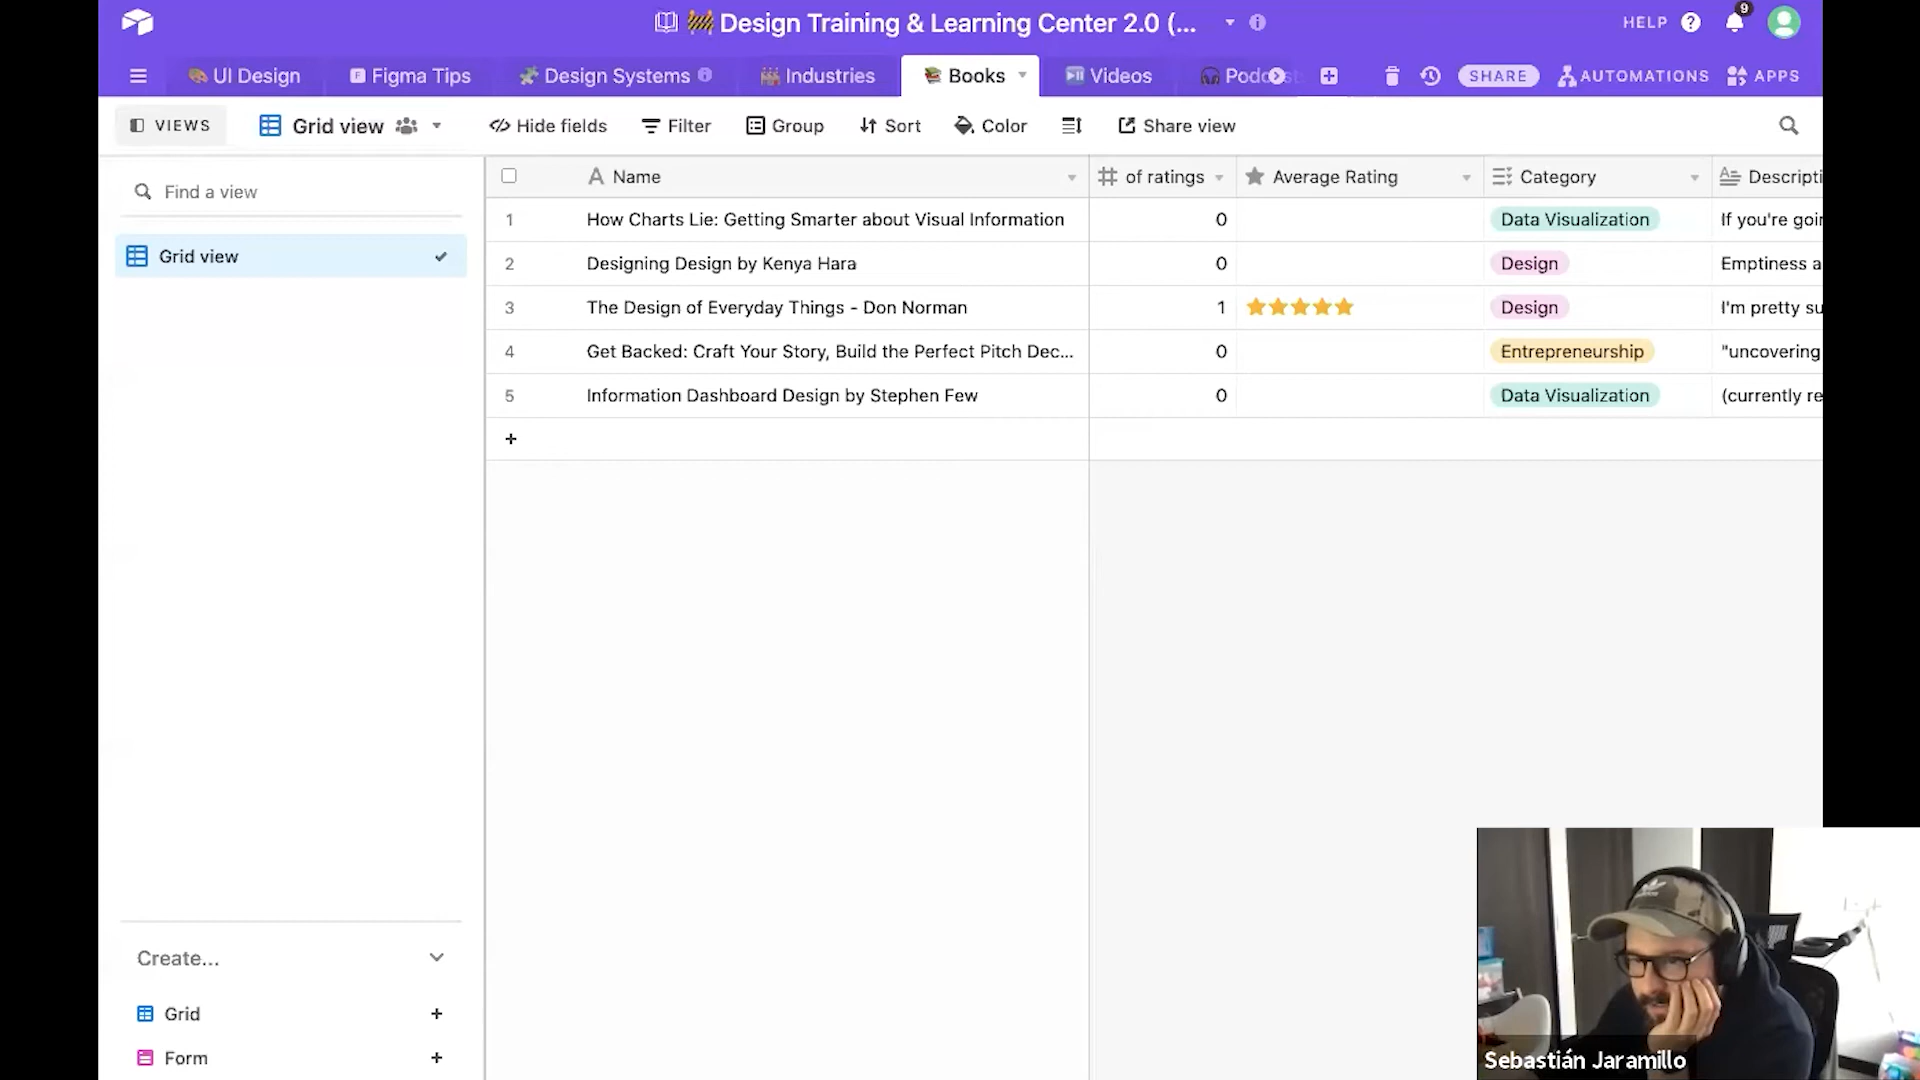 Design Training & Learning Center 2.0 (...
HELP
9
UI Design
Figma Tips
Design Systems
Industries
Books
Videos
SHARE
AUTOMATIONS
APPS
VIEWS
Grid view
Hide fields
Filter
Group
Sort
Color
Share view
Find a view
Grid view
Name
# of ratings
Average Rating
Category
Descripti
1 How Charts Lie: Getting Smarter about Visual Information 0 Data Visualization If you're goin
2 Designing Design by Kenya Hara 0 Design Emptiness a
3 The Design of Everyday Things - Don Norman 1 Design I'm pretty su
4 Get Backed: Craft Your Story, Build the Perfect Pitch Dec... 0 Entrepreneurship "uncovering
5 Information Dashboard Design by Stephen Few 0 Data Visualization (currently re
+
Create...
Grid +
Form +
Sebastián Jaramillo